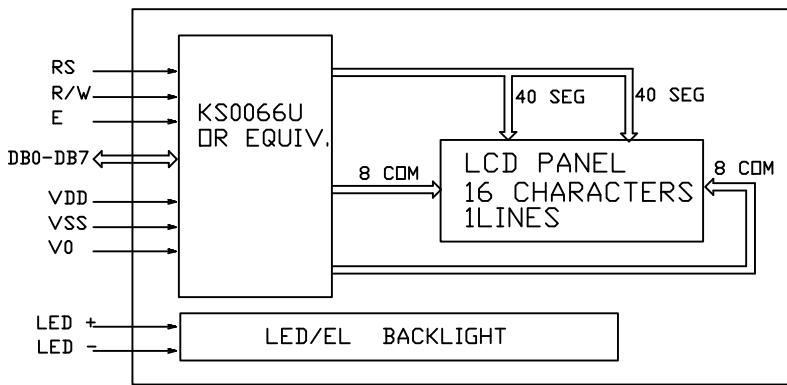 RS
R/W
E
DB0-DB7
VDD
VSS
V0
LED +
LED -
KS0066U
OR EQUIV.
40 SEG
40 SEG
8 COM
8 COM
LCD PANEL
16 CHARACTERS
1LINES
LED/EL BACKLIGHT